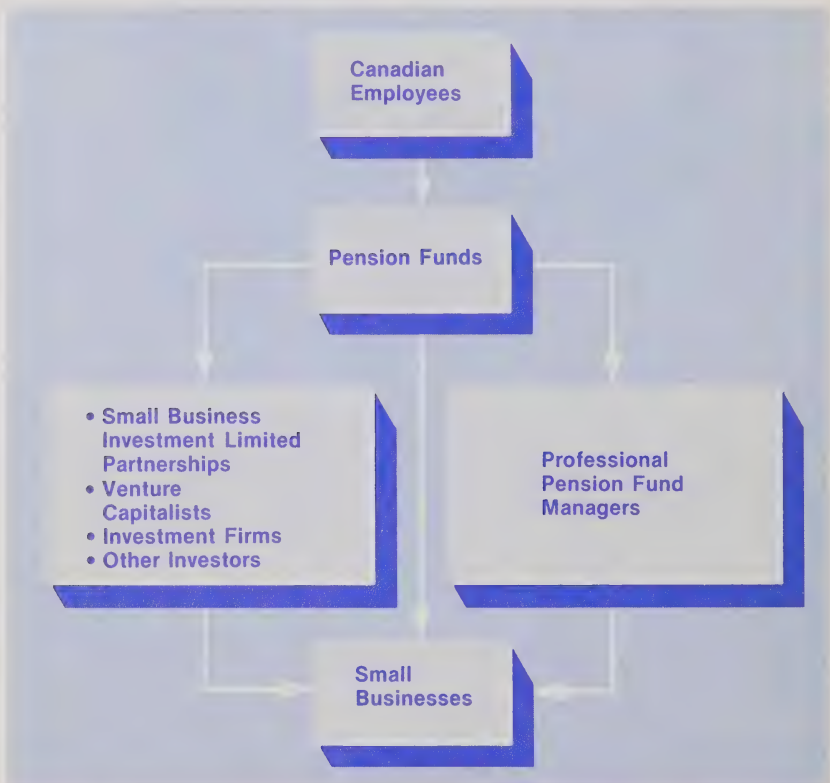 Canadian
Employees
Pension Funds
• Small Business
Investment Limited
Partnerships
• Venture
Capitalists
• Investment Firms
• Other Investors
Professional
Pension Fund
Managers
Small
Businesses